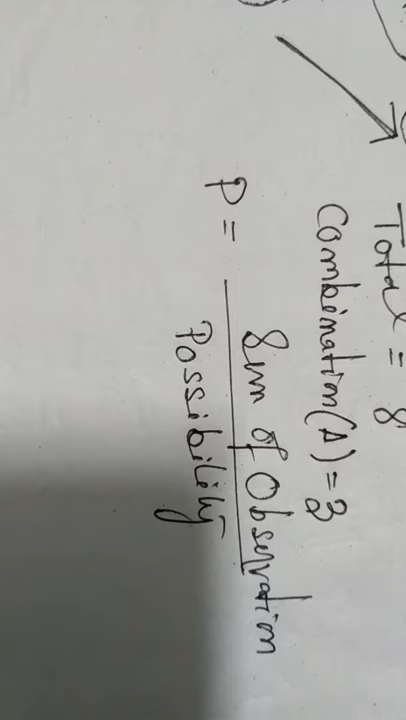 Total = 8
Combination(A) = 3
P = Sum of Observation
Possibility